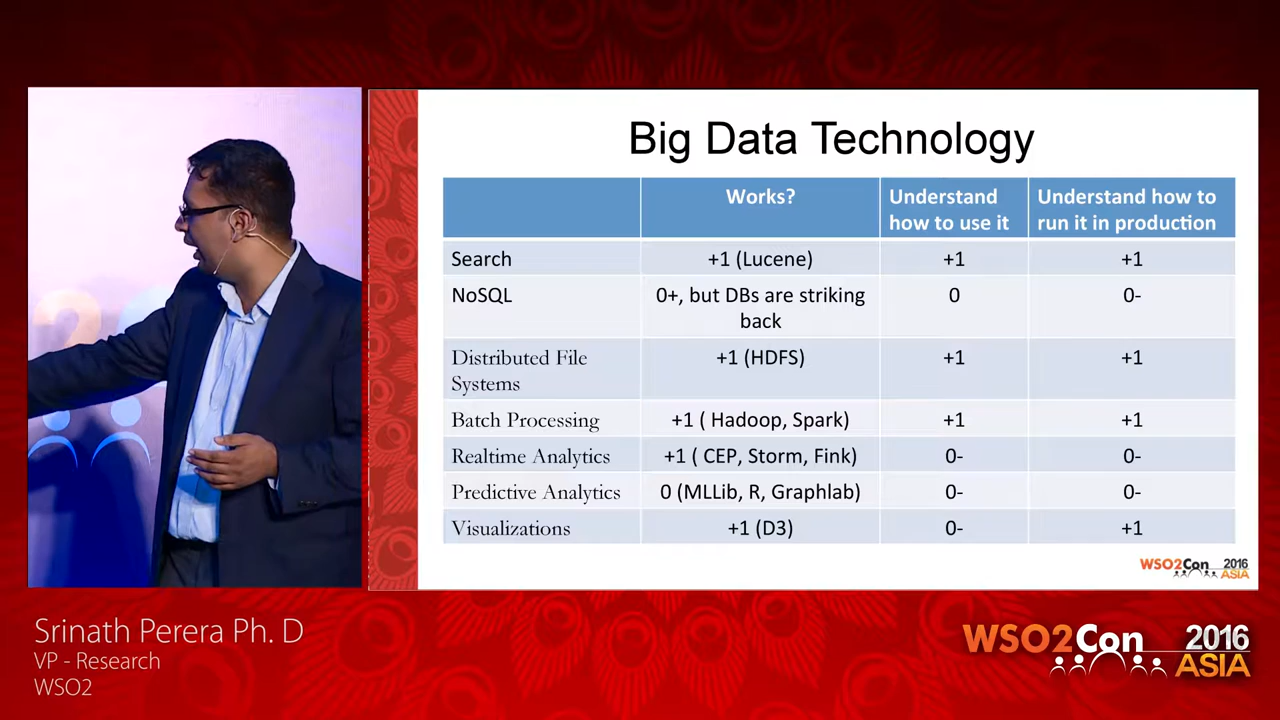 Big Data Technology
Works?
Understand how to use it
Understand how to run it in production
Search
+1 (Lucene)
+1
+1
NoSQL
0+, but DBs are striking back
0
0-
Distributed File Systems
+1 (HDFS)
+1
+1
Batch Processing
+1 ( Hadoop, Spark)
+1
+1
Realtime Analytics
+1 ( CEP, Storm, Fink)
0-
0-
Predictive Analytics
0 (MLLib, R, Graphlab)
0-
0-
Visualizations
+1 (D3)
0-
+1
WSO2Con 2016 ASIA
Srinath Perera Ph. D
VP - Research
WSO2
WSO2Con 2016 ASIA